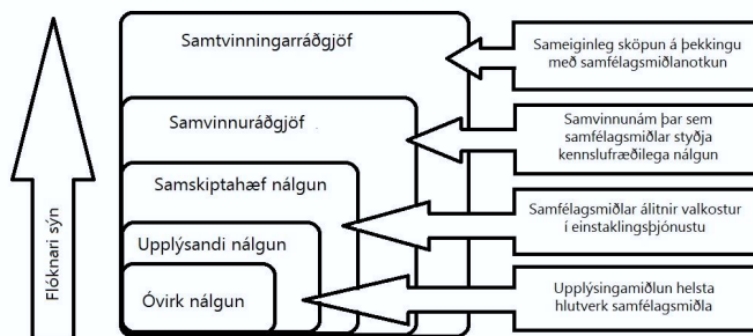 Flóknari sýn
Samtvinningarráðgjöf
Samvinnuráðgjöf
Samskiptahæf nálgun
Upplýsandi nálgun
Óvirk nálgun
Sameiginleg sköpun á þekkingu
með samfélagsmiðlanotkun
Samvinnunám þar sem
samfélagsmiðlar styðja
kennslufræðilega nálgun
Samfélagsmiðlar álitnir valkostur
í einstaklingsþjónustu
Upplýsingamiðlun helsta
hlutverk samfélagsmiðla